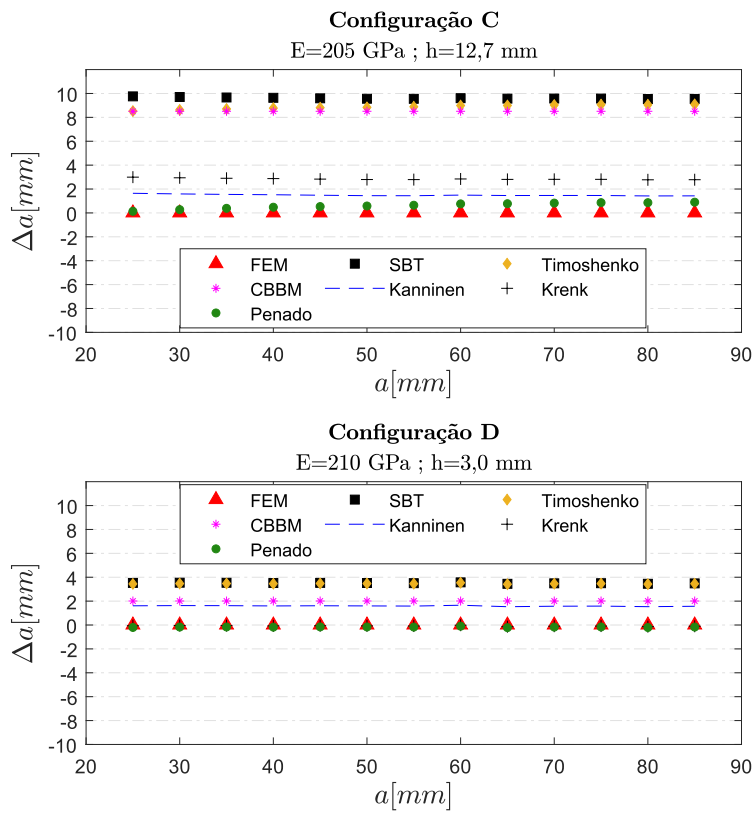 Configuração C
E=205 GPa ; h=12,7 mm
10
8
6
4
2
0
-2
-4
-6
-8
-10
Δa[mm]
FEM SBT Timoshenko
CBBM Kanninen Krenk
Penado
20 30 40 50 60 70 80 90
a[mm]
Configuração D
E=210 GPa ; h=3,0 mm
10
8
6
4
2
0
-2
-4
-6
-8
-10
Δa[mm]
FEM SBT Timoshenko
CBBM Kanninen Krenk
Penado
20 30 40 50 60 70 80 90
a[mm]